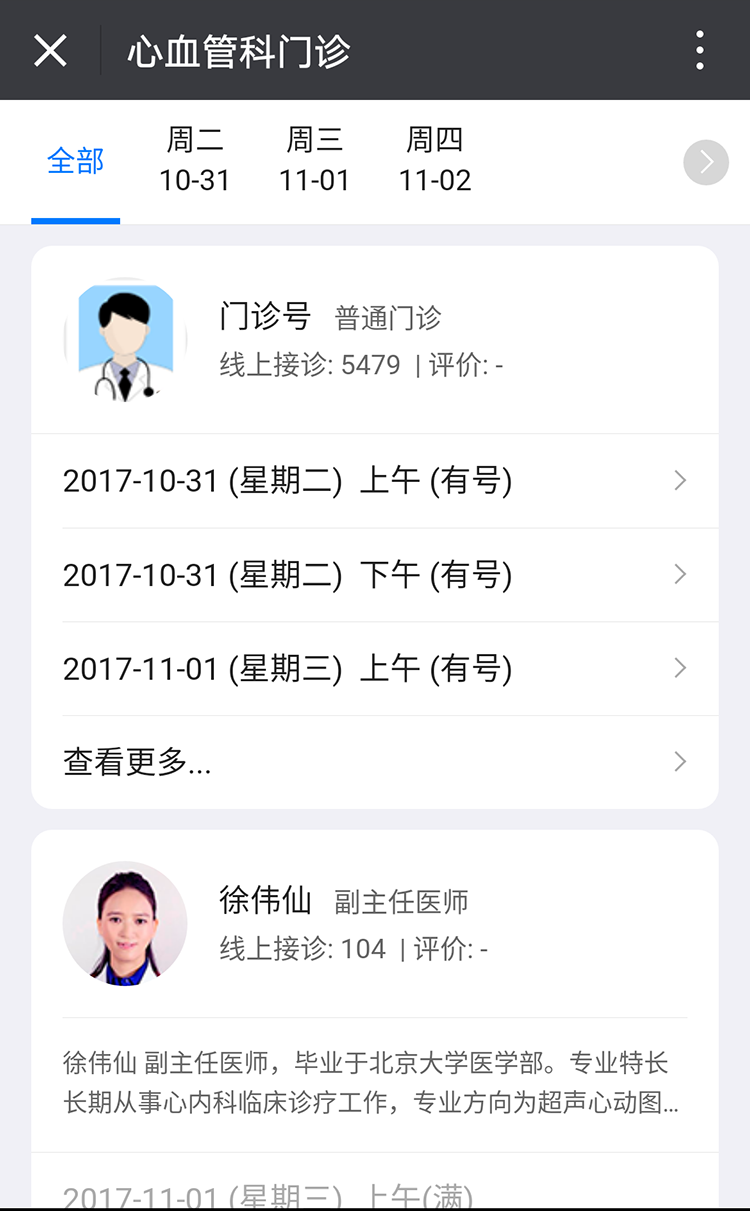 心血管科门诊
全部
周二
10-31
周三
11-01
周四
11-02
门诊号 普通门诊
线上接诊: 5479 | 评价: -
2017-10-31 (星期二) 上午 (有号)
2017-10-31 (星期二) 下午 (有号)
2017-11-01 (星期三) 上午 (有号)
查看更多...
徐伟仙 副主任医师
线上接诊: 104 | 评价: -
徐伟仙 副主任医师，毕业于北京大学医学部。专业特长
长期从事心内科临床诊疗工作，专业方向为超声心动图...
2017-11-01 (星期三) 上午(满)